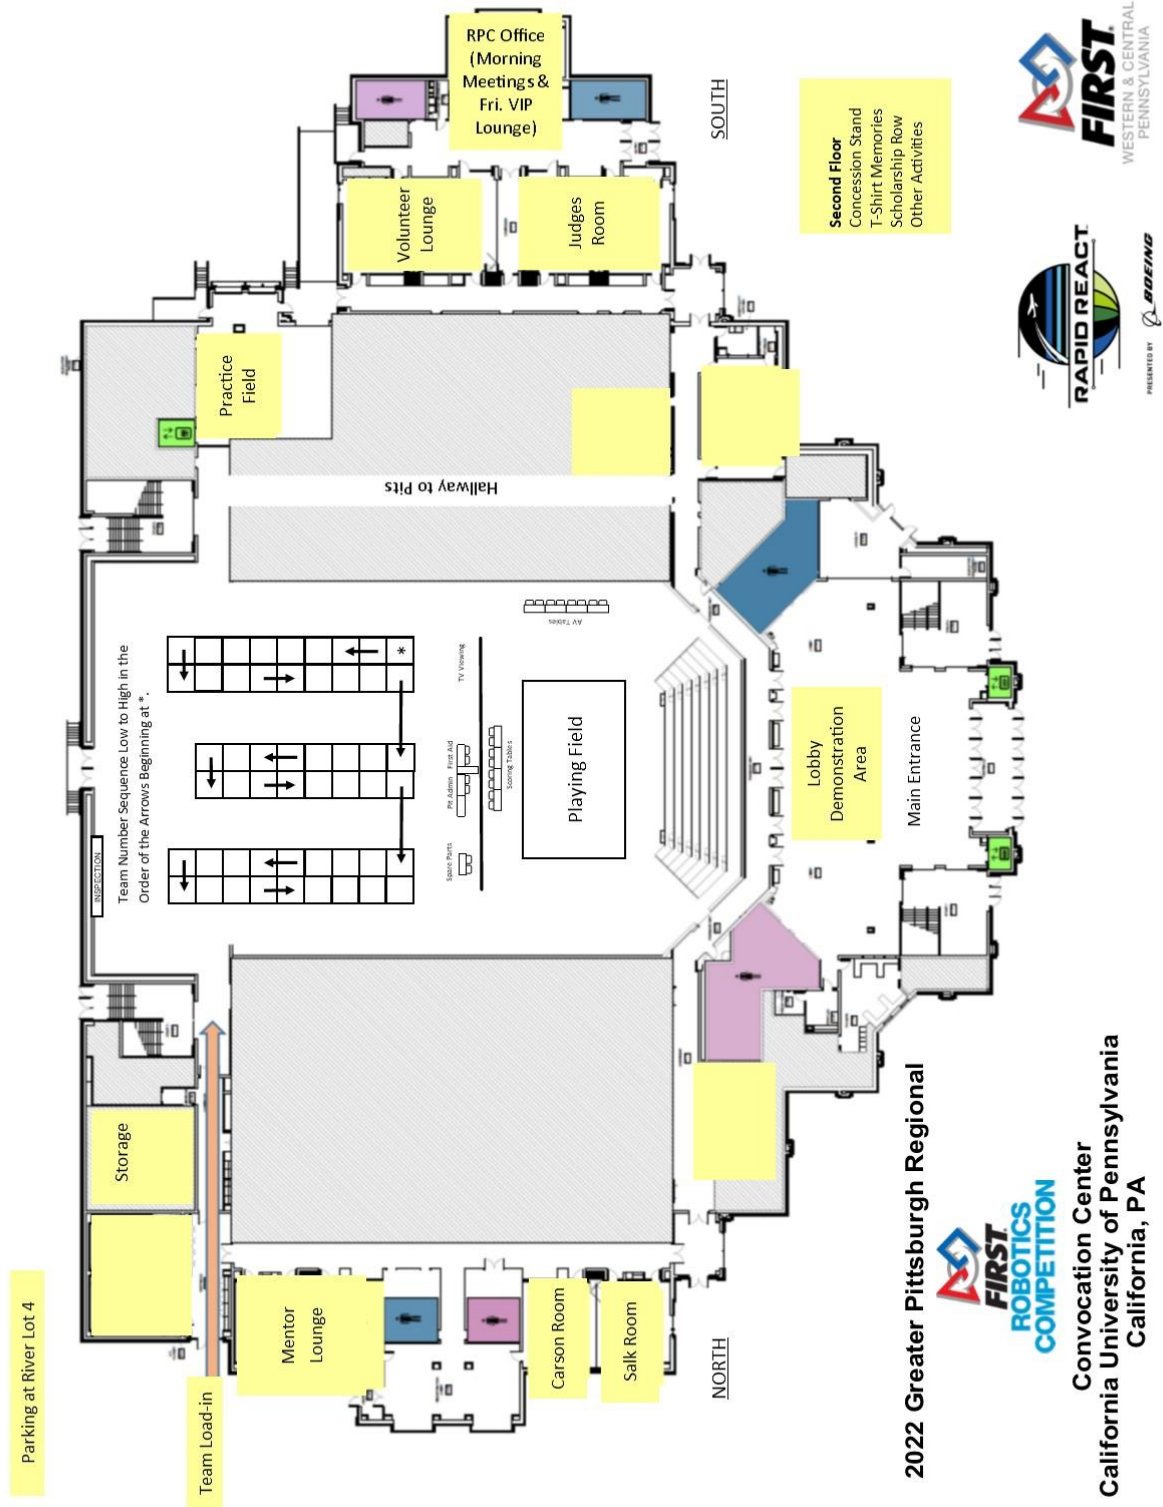 RPC Office
(Morning
Meetings &
Fri. VIP
Lounge)
SOUTH
Second Floor
Concession Stand
T-Shirt Memories
Scholarship Row
Other Activities
FIRST
WESTERN & CENTRAL
PENNSYLVANIA
RAPID REACT
PRESENTED BY BOEING
Volunteer
Lounge
Judges
Room
Practice
Field
Hallway to Pits
AV Tables
Team Number Sequence Low to High in the
Order of the Arrows Beginning at *.
*
INSPECTION
TV Viewing
First Aid
Pit Admin
Spare Parts
Scoring Tables
Playing Field
Lobby
Demonstration
Area
Main Entrance
Storage
Mentor
Lounge
Carson Room
Salk Room
NORTH
Parking at River Lot 4
Team Load-in
2022 Greater Pittsburgh Regional
FIRST
ROBOTICS
COMPETITION
Convocation Center
California University of Pennsylvania
California, PA